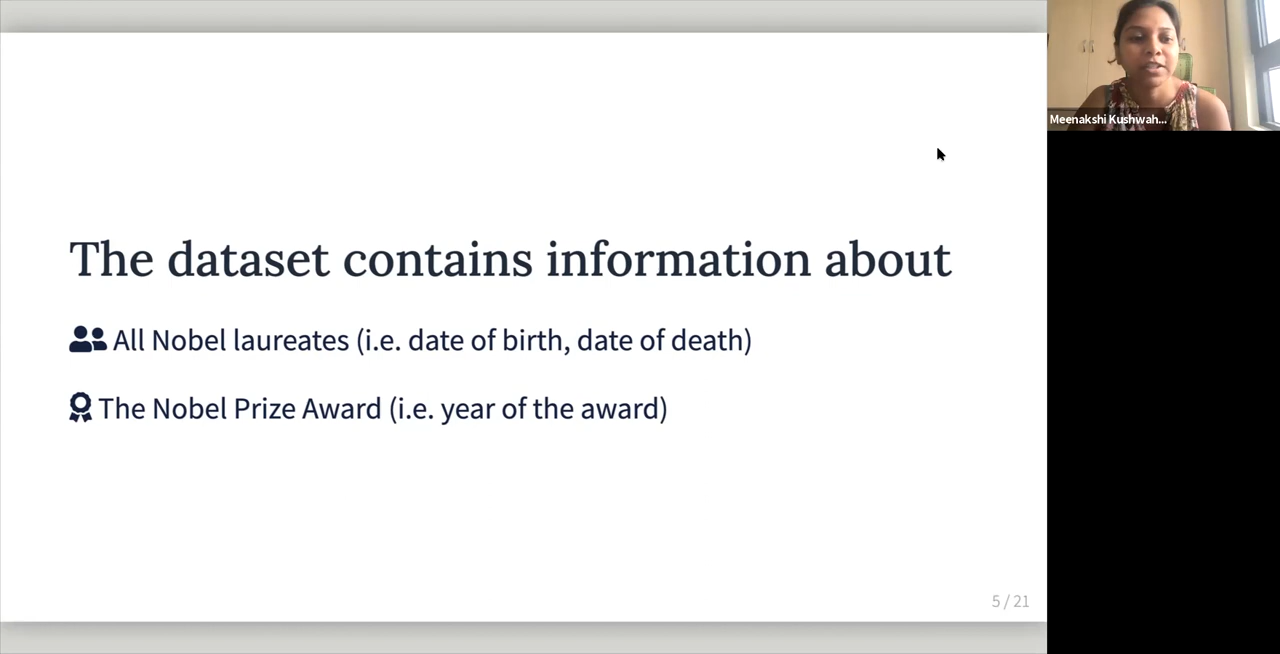 Meenakshi Kushwah...
The dataset contains information about
All Nobel laureates (i.e. date of birth, date of death)
The Nobel Prize Award (i.e. year of the award)
5 / 21